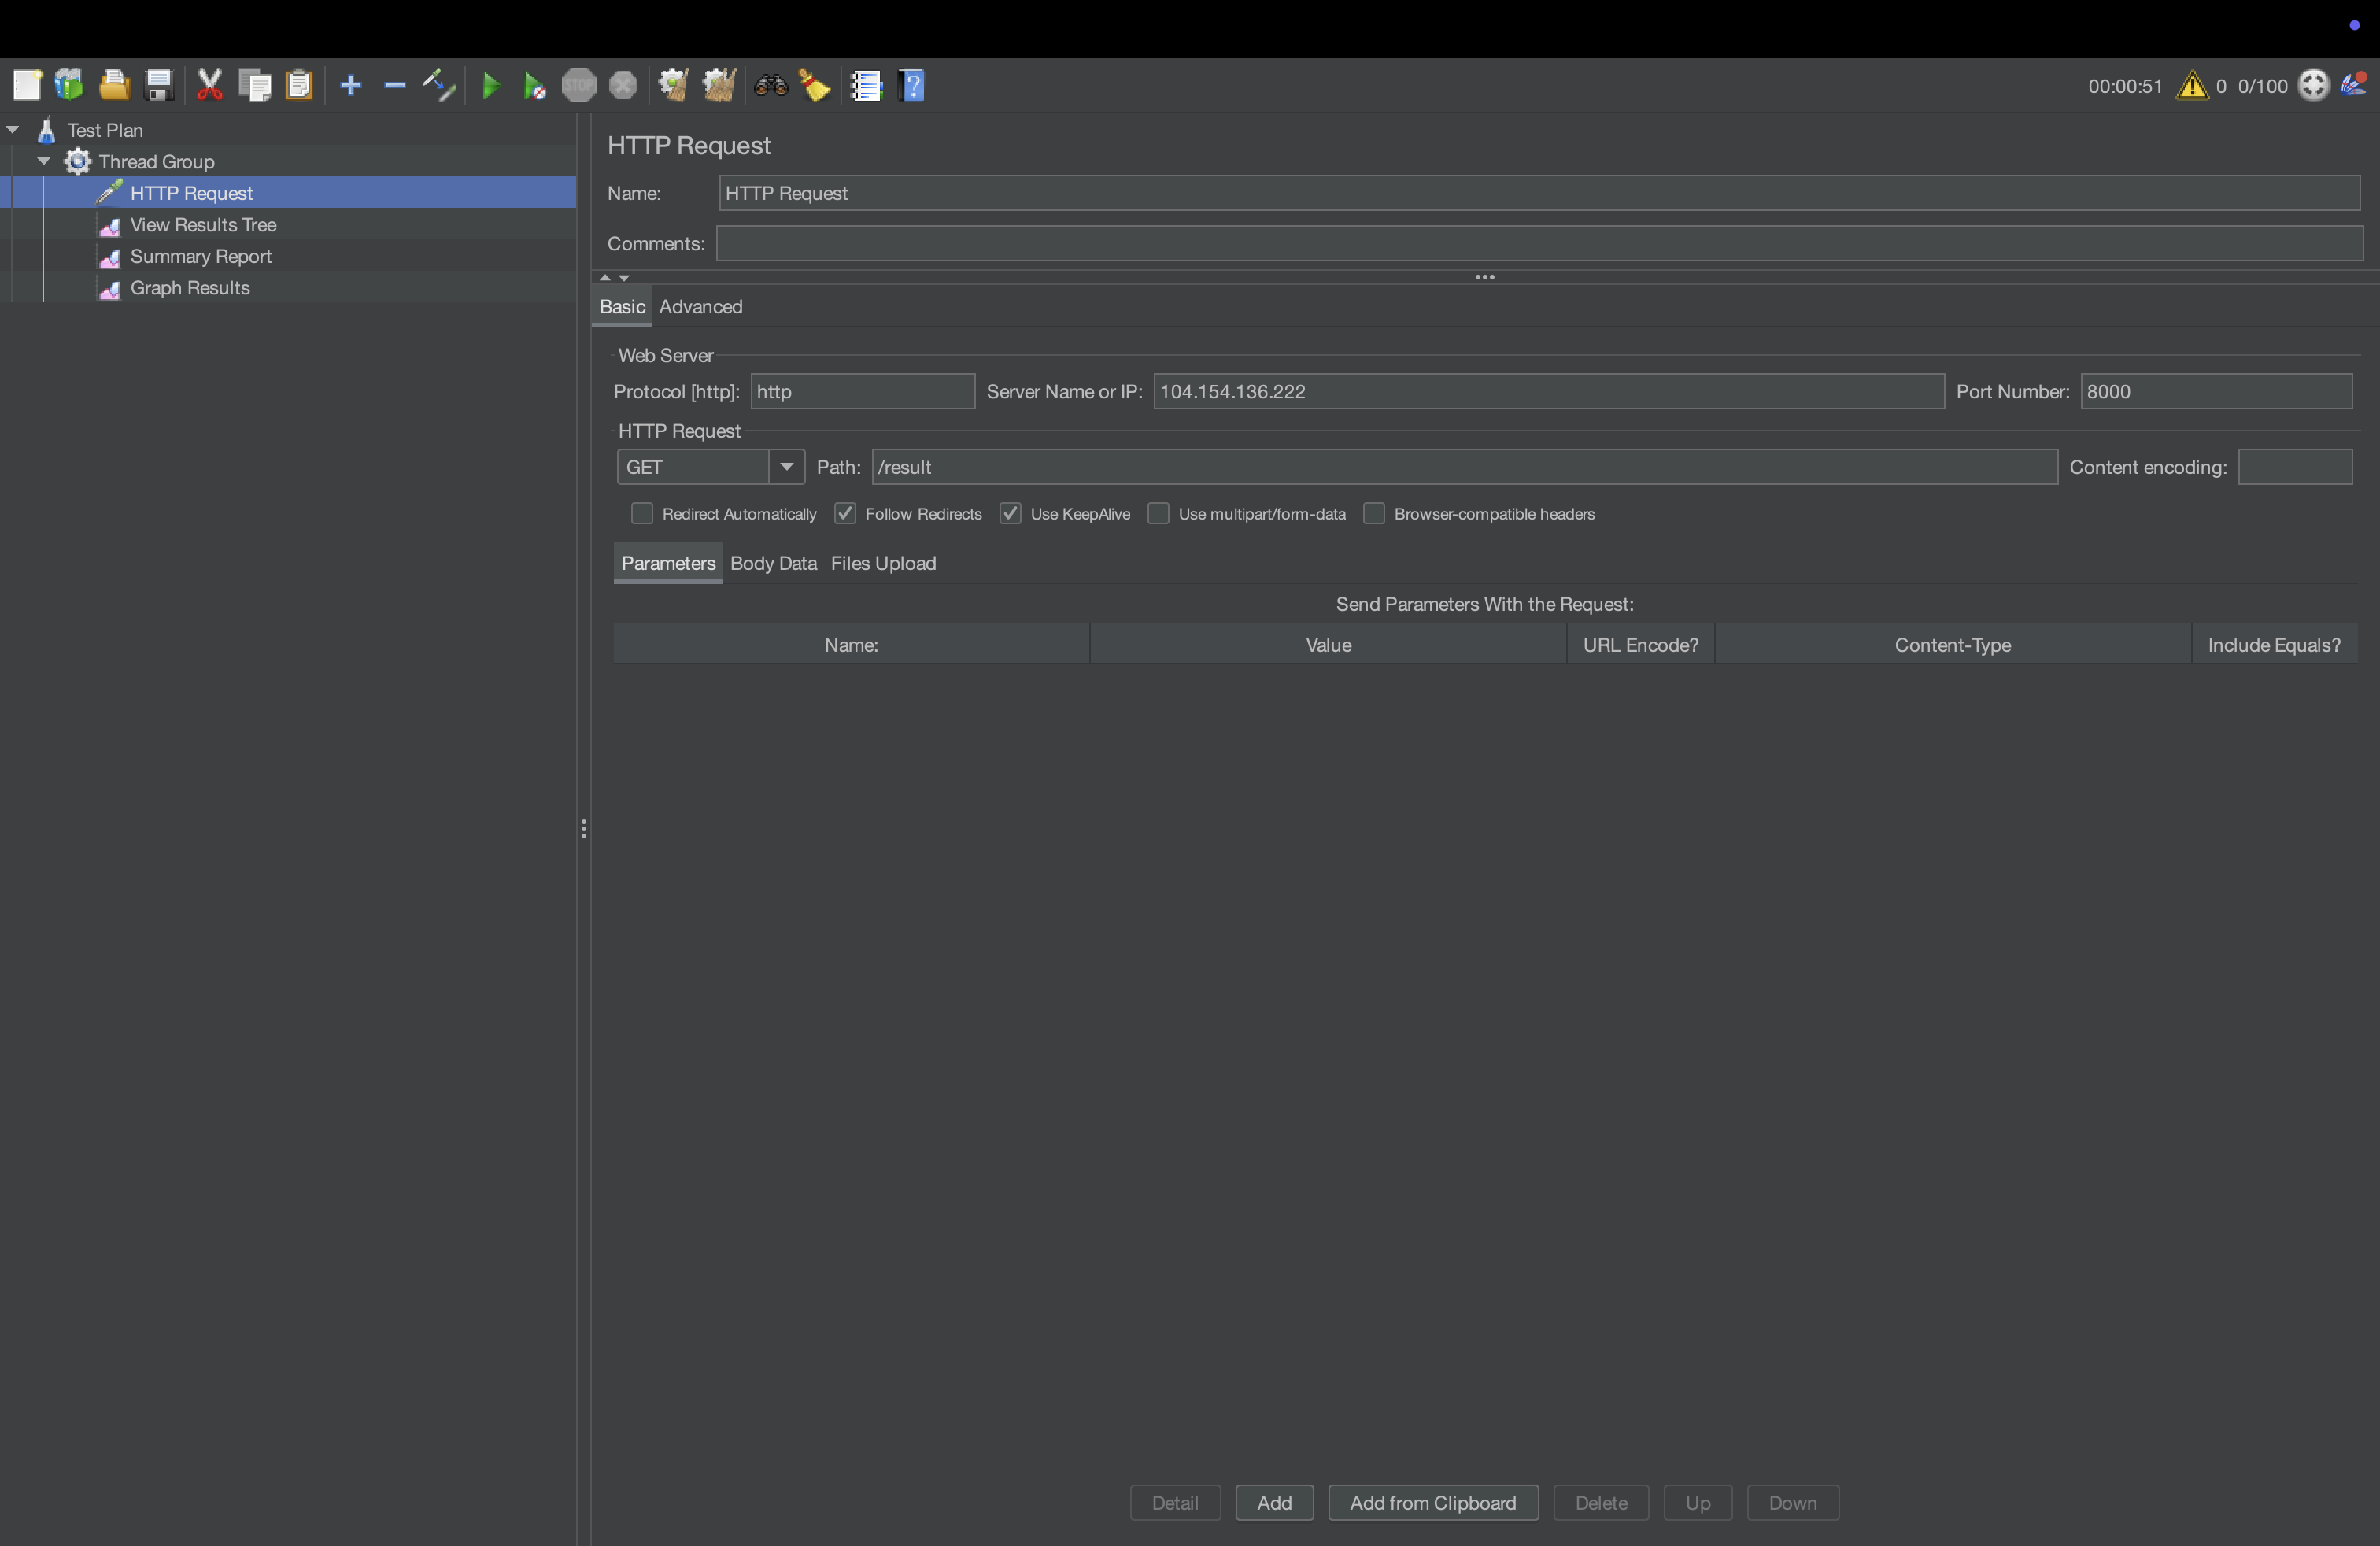 STOP
?
00:00:51 0 0/100
Test Plan
Thread Group
HTTP Request
View Results Tree
Summary Report
Graph Results
HTTP Request
Name: HTTP Request
Comments:
Basic Advanced
Web Server
Protocol [http]: http Server Name or IP: 104.154.136.222 Port Number: 8000
HTTP Request
GET Path: /result Content encoding:
Redirect Automatically Follow Redirects Use KeepAlive Use multipart/form-data Browser-compatible headers
Parameters Body Data Files Upload
Send Parameters With the Request:
Name: Value URL Encode? Content-Type Include Equals?
Detail Add Add from Clipboard Delete Up Down